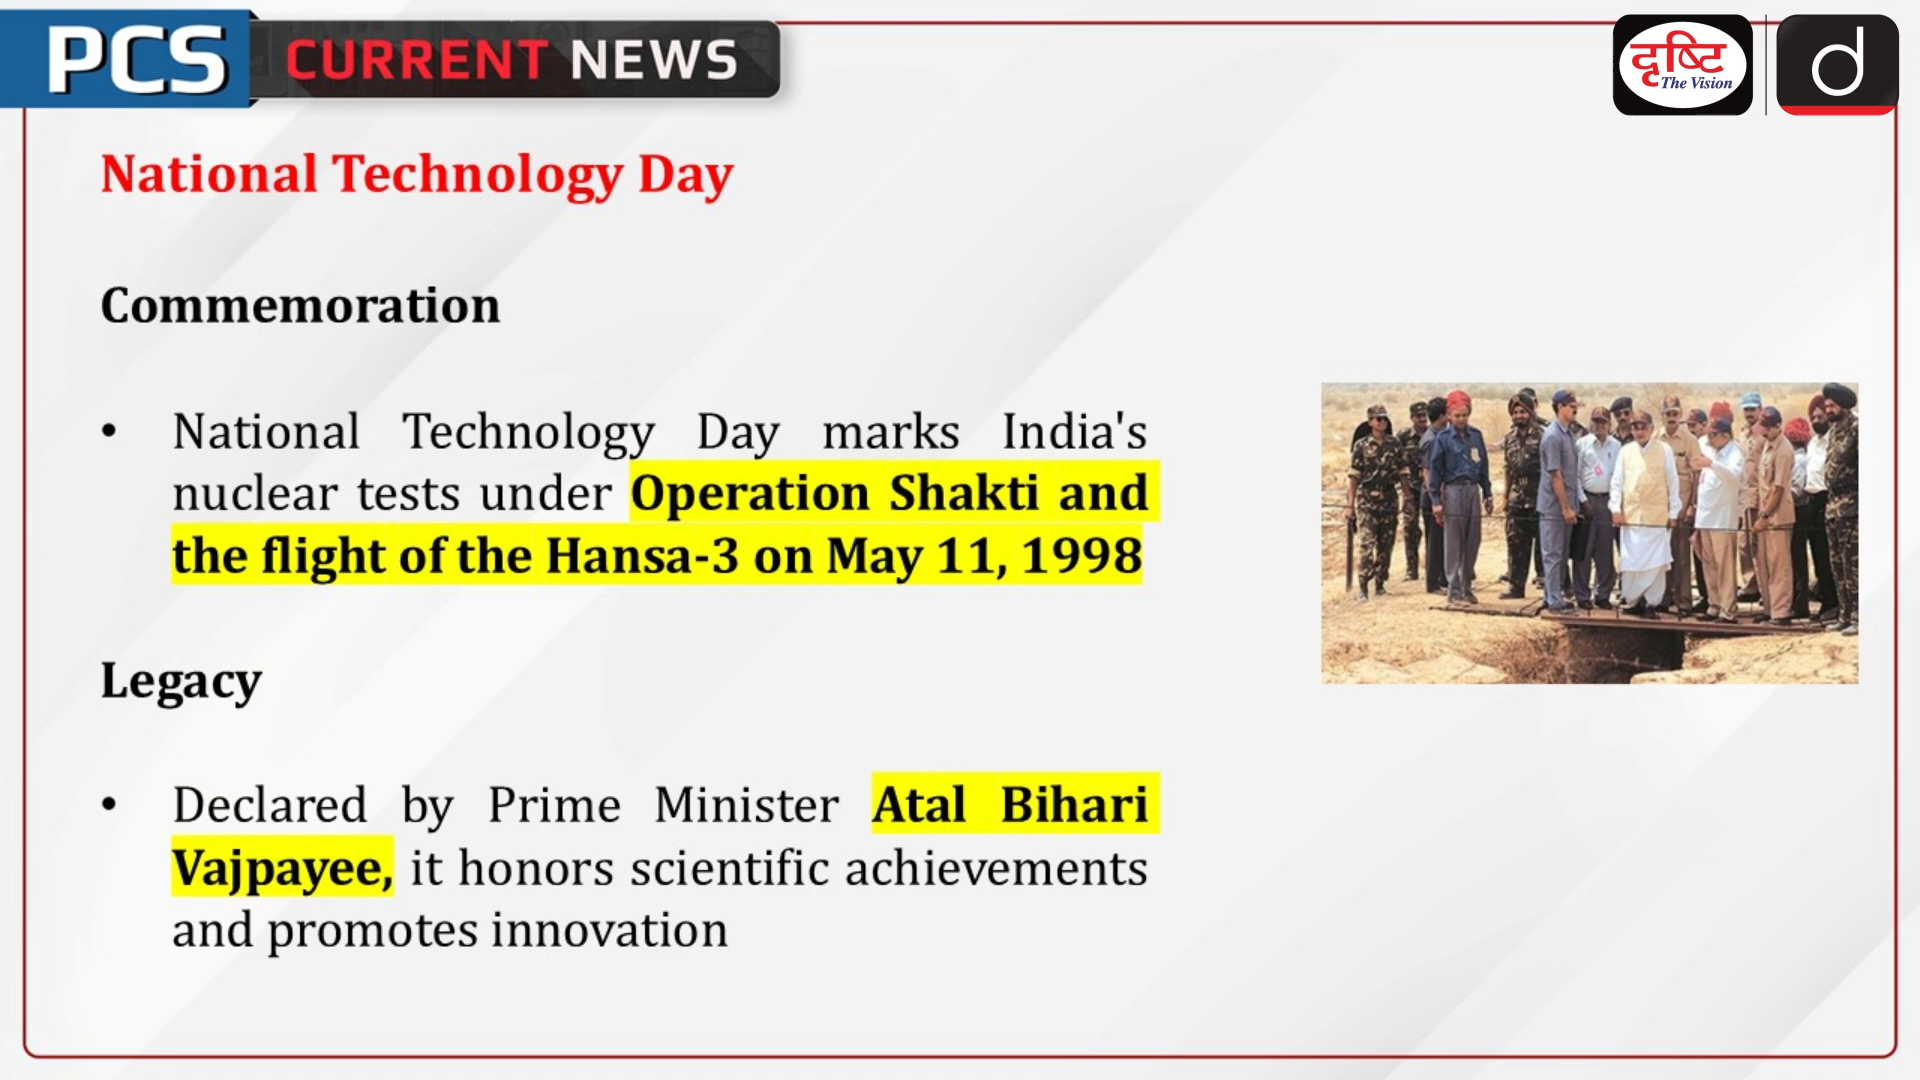 PCS CURRENT NEWS
दृष्टि
The Vision
d
National Technology Day
Commemoration
• National Technology Day marks India's
nuclear tests under Operation Shakti and
the flight of the Hansa-3 on May 11, 1998
Legacy
• Declared by Prime Minister Atal Bihari
Vajpayee, it honors scientific achievements
and promotes innovation